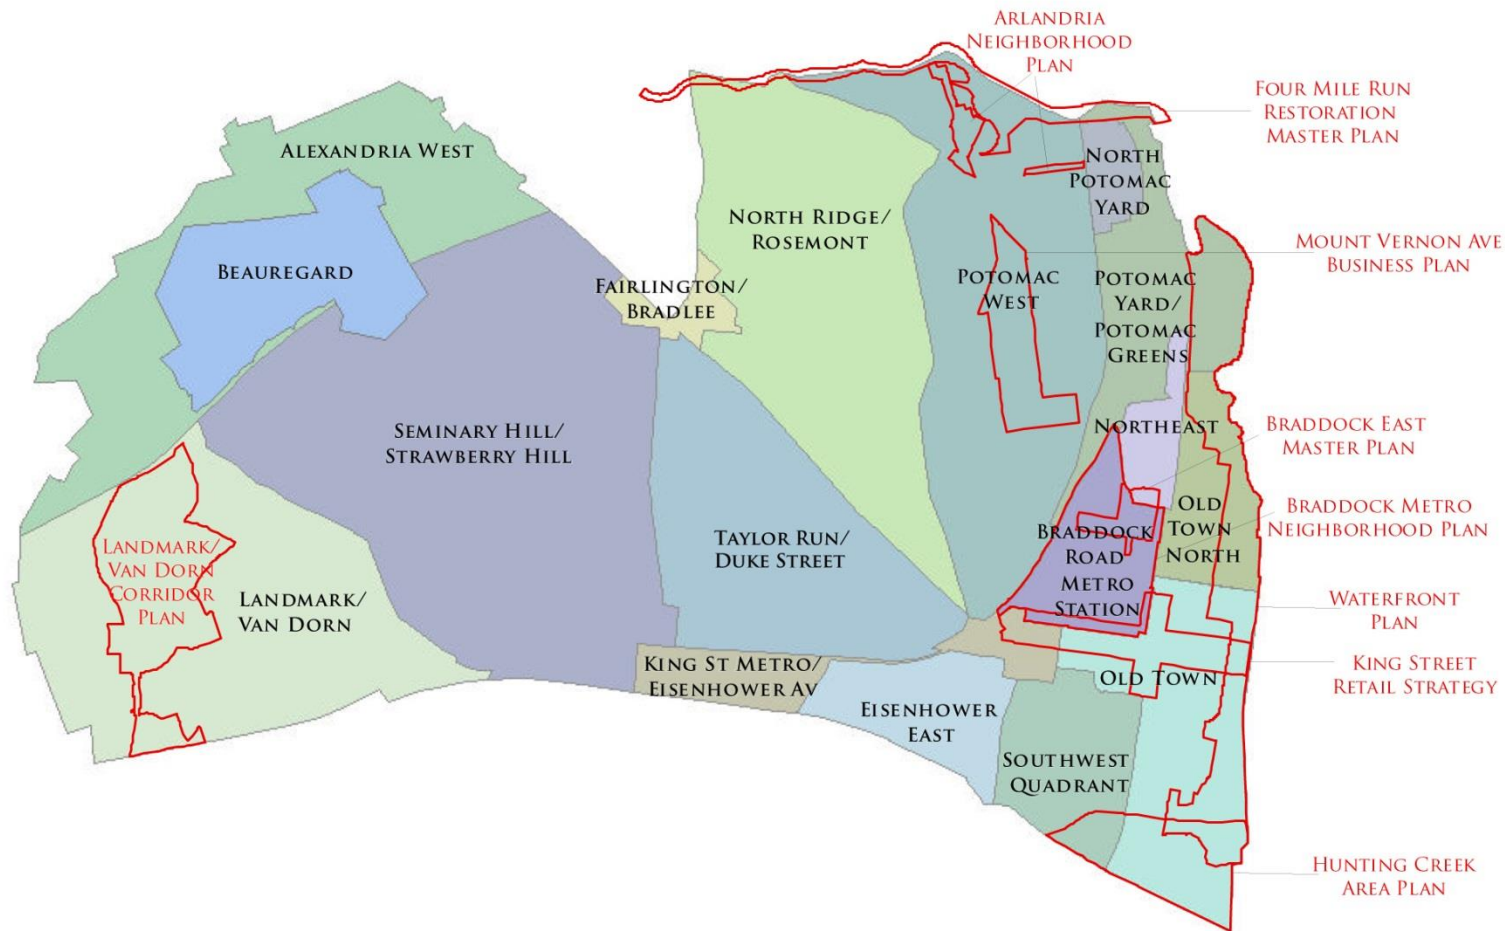 ARLANDRIA
NEIGHBORHOOD
PLAN
FOUR MILE RUN
RESTORATION
MASTER PLAN
ALEXANDRIA WEST
NORTH
POTOMAC
YARD
NORTH RIDGE/
ROSEMONT
MOUNT VERNON AVE
BUSINESS PLAN
BEAUREGARD
FAIRLINGTON/
BRADLEE
POTOMAC
WEST
POTOMAC
YARD/
POTOMAC
GREENS
SEMINARY HILL/
STRAWBERRY HILL
NORTHEAST
BRADDOCK EAST
MASTER PLAN
OLD
TOWN
NORTH
BRADDOCK METRO
NEIGHBORHOOD PLAN
LANDMARK/
VAN DORN
CORRIDOR
PLAN
TAYLOR RUN/
DUKE STREET
BRADDOCK
ROAD
METRO
STATION
LANDMARK/
VAN DORN
WATERFRONT
PLAN
KING ST METRO/
EISENHOWER AV
OLD TOWN
KING STREET
RETAIL STRATEGY
EISENHOWER
EAST
SOUTHWEST
QUADRANT
HUNTING CREEK
AREA PLAN